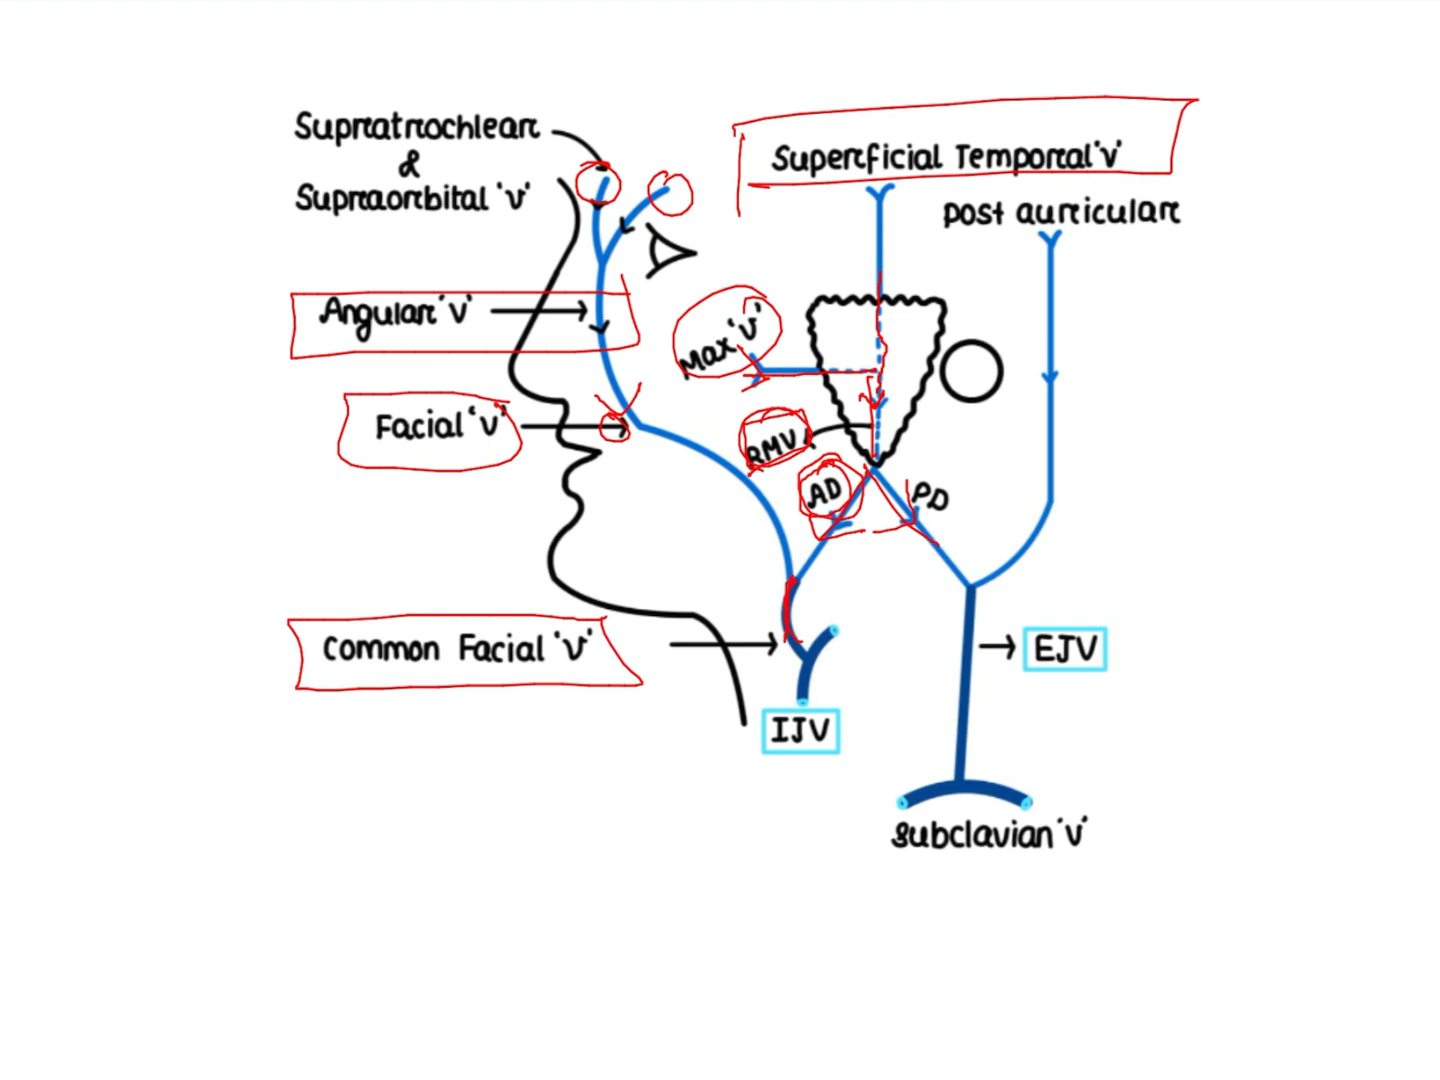 Supratrochlear
&
Supraorbital 'v'
Superficial Temporal 'v'
post auricular
Angular 'v'
Max 'v'
Facial 'v'
RMV
AD
PD
Common Facial 'v'
EJV
IJV
Subclavian 'v'